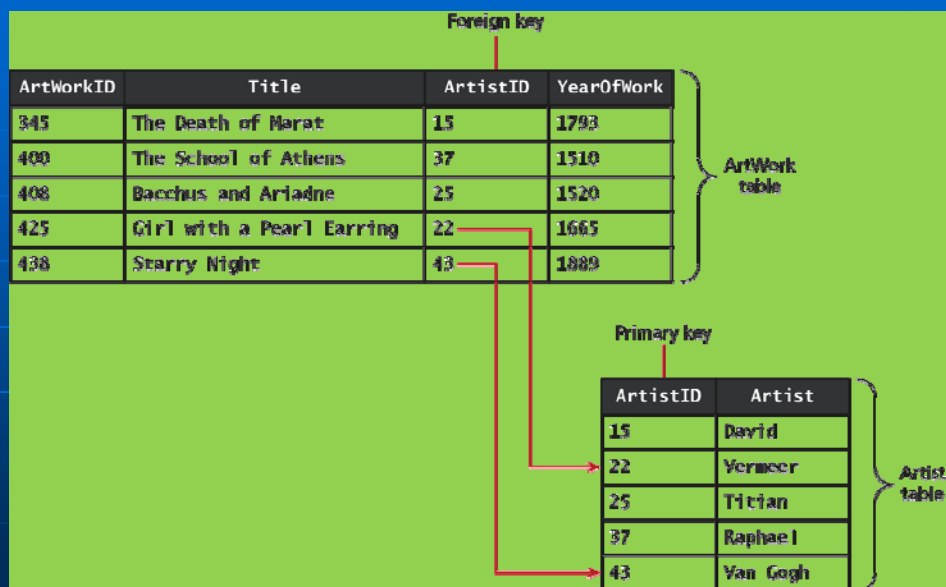 Foreign key
ArtWorkID Title ArtistID YearOfWork
345 The Death of Marat 15 1793
400 The School of Athens 37 1510
408 Bacchus and Ariadne 25 1520
425 Girl with a Pearl Earring 22 1665
438 Starry Night 43 1889
ArtWork
table
Primary key
ArtistID Artist
15 David
22 Vermeer
25 Titian
37 Raphael
43 Van Gogh
Artist
table